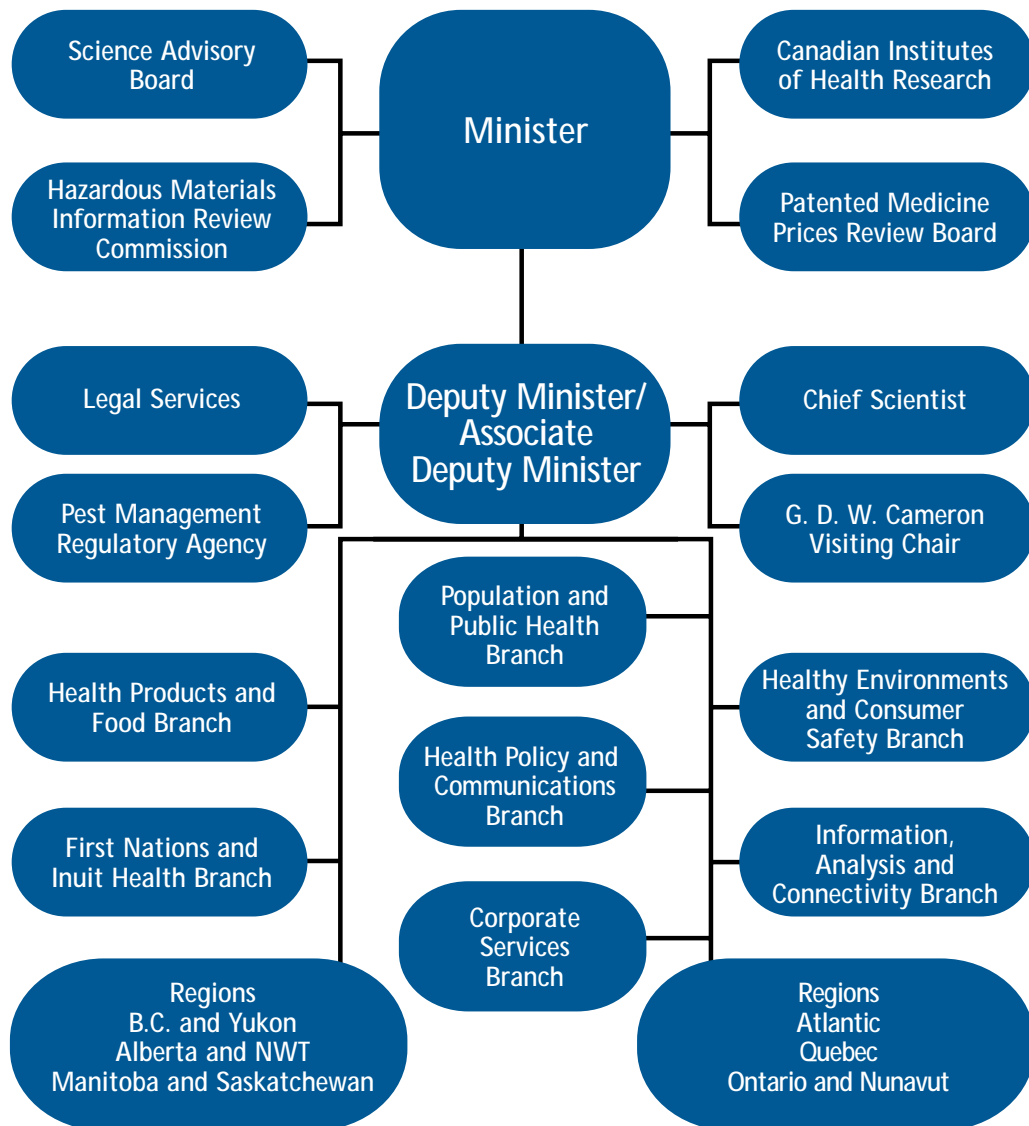 Science Advisory
Board
Minister
Canadian Institutes
of Health Research
Hazardous Materials
Information Review
Commission
Patented Medicine
Prices Review Board
Legal Services
Deputy Minister/
Associate
Deputy Minister
Chief Scientist
Pest Management
Regulatory Agency
G. D. W. Cameron
Visiting Chair
Population and
Public Health
Branch
Health Products and
Food Branch
Healthy Environments
and Consumer
Safety Branch
Health Policy and
Communications
Branch
First Nations and
Inuit Health Branch
Information,
Analysis and
Connectivity Branch
Corporate
Services
Branch
Regions
B.C. and Yukon
Alberta and NWT
Manitoba and Saskatchewan
Regions
Atlantic
Quebec
Ontario and Nunavut